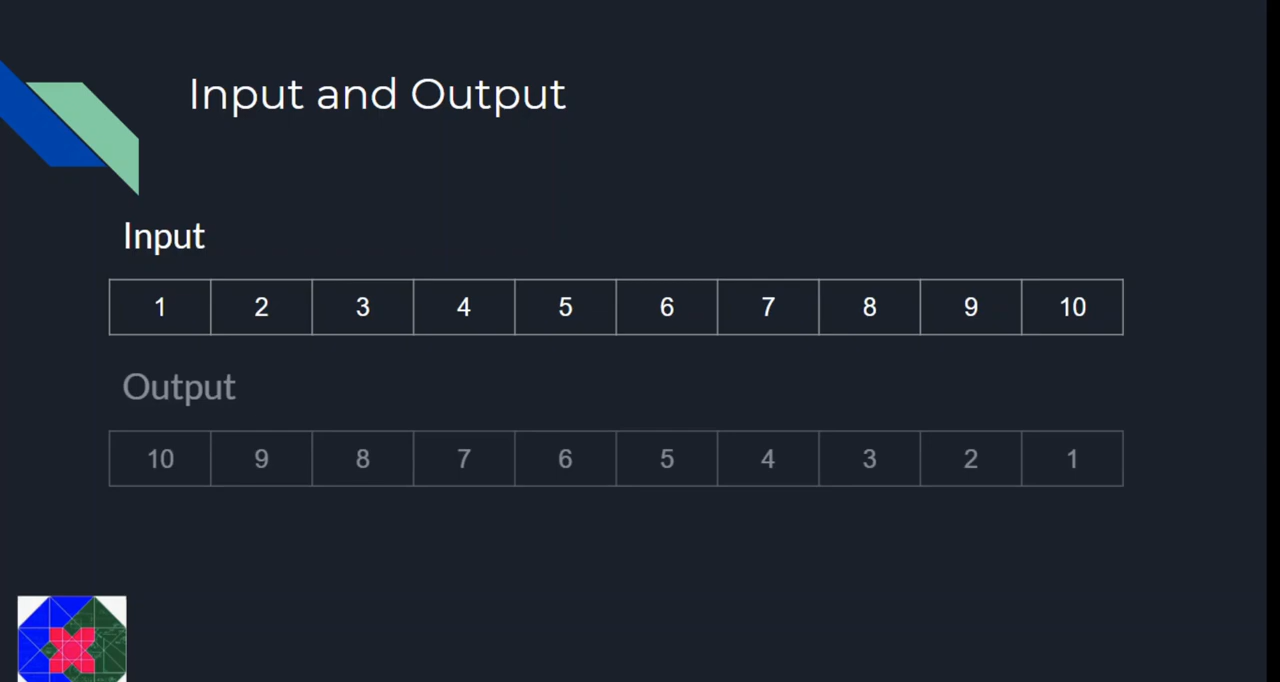 Input and Output
Input
1 2 3 4 5 6 7 8 9 10
Output
10 9 8 7 6 5 4 3 2 1